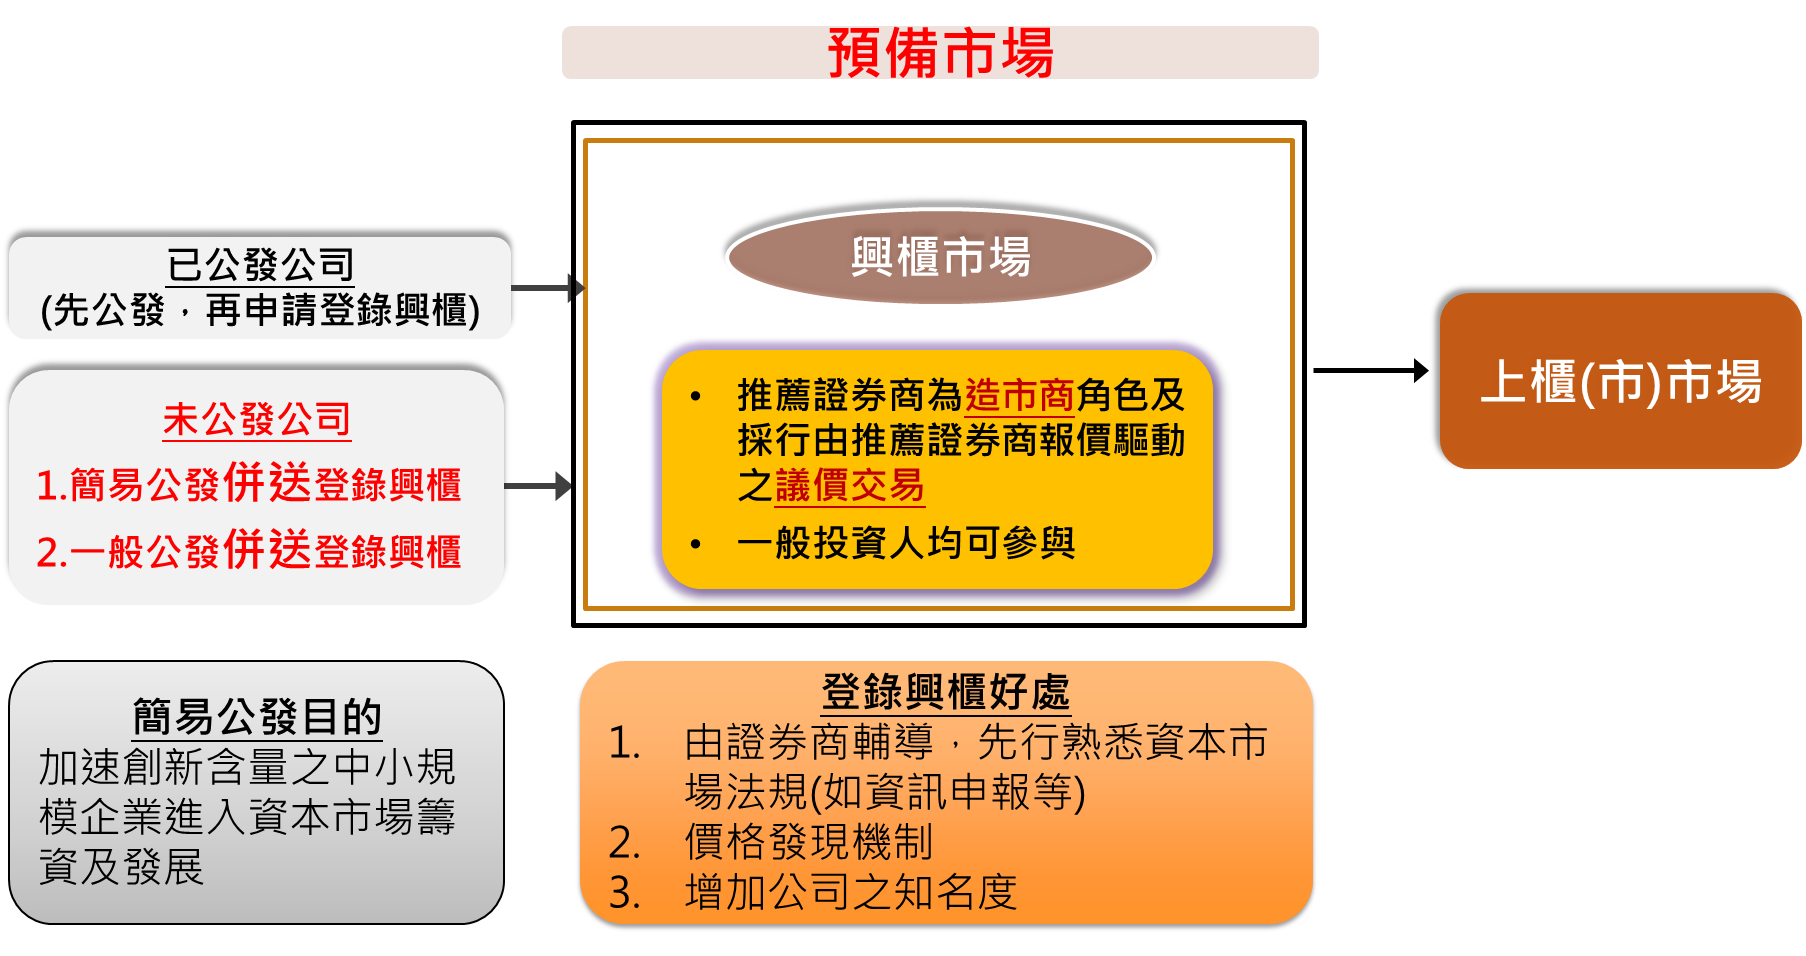 預備市場
已公發公司
(先公發，再申請登錄興櫃)
未公發公司
1.簡易公發併送登錄興櫃
2.一般公發併送登錄興櫃
興櫃市場
• 推薦證券商為造市商角色及
採行由推薦證券商報價驅動
之議價交易
• 一般投資人均可參與
上櫃(市)市場
簡易公發目的
加速創新含量之中小規
模企業進入資本市場籌
資及發展
登錄興櫃好處
1. 由證券商輔導，先行熟悉資本市
場法規(如資訊申報等)
2. 價格發現機制
3. 增加公司之知名度